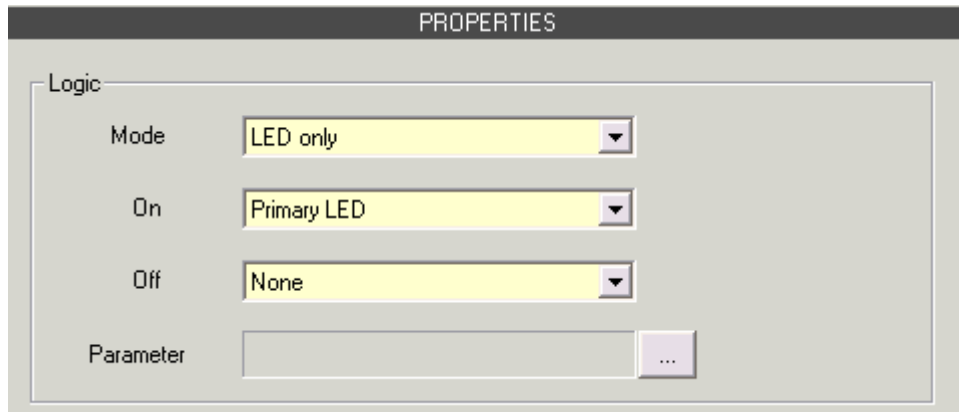 PROPERTIES
Logic
Mode LED only
On Primary LED
Off None
Parameter ...